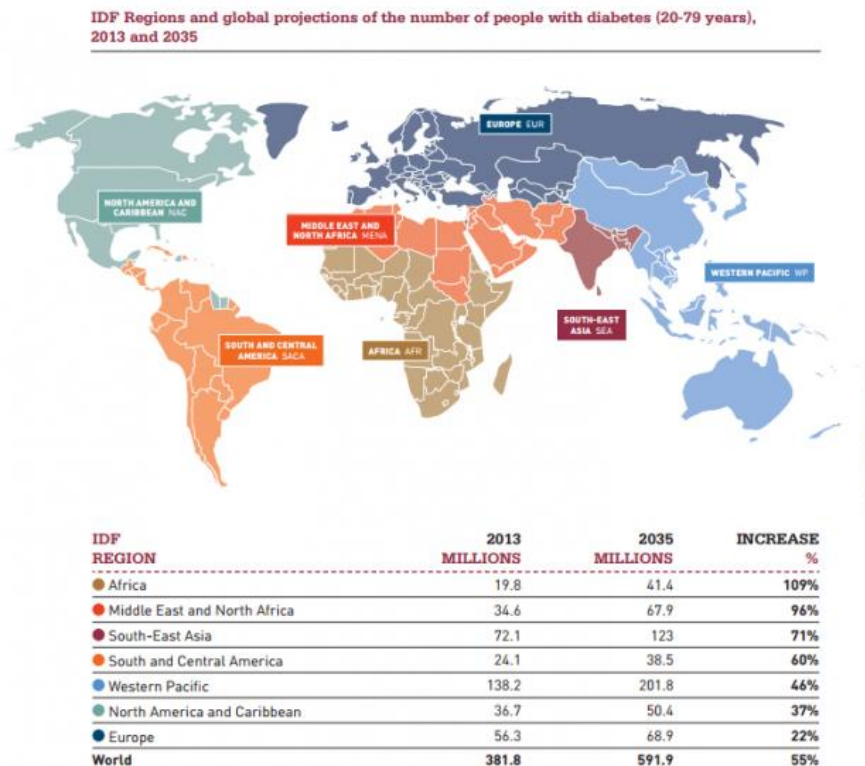 IDF Regions and global projections of the number of people with diabetes (20-79 years),
2013 and 2035
EUROPE EUR
NORTH AMERICA AND
CARIBBEAN NAC
MIDDLE EAST AND
NORTH AFRICA MENA
WESTERN PACIFIC WP
SOUTH-EAST
ASIA SEA
SOUTH AND CENTRAL
AMERICA SACA
AFRICA AFR
IDF
REGION 2013
MILLIONS 2035
MILLIONS INCREASE
%
Africa 19.8 41.4 109%
Middle East and North Africa 34.6 67.9 96%
South-East Asia 72.1 123 71%
South and Central America 24.1 38.5 60%
Western Pacific 138.2 201.8 46%
North America and Caribbean 36.7 50.4 37%
Europe 56.3 68.9 22%
World 381.8 591.9 55%